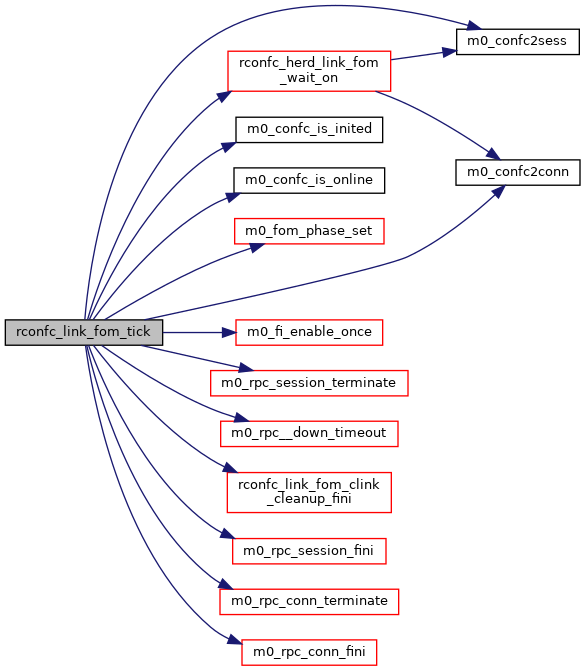 m0_confc2sess
rconfc_herd_link_fom
_wait_on
m0_confc_is_inited
m0_confc2conn
m0_confc_is_online
m0_fom_phase_set
rconfc_link_fom_tick
m0_fi_enable_once
m0_rpc_session_terminate
m0_rpc__down_timeout
rconfc_link_fom_clink
_cleanup_fini
m0_rpc_session_fini
m0_rpc_conn_terminate
m0_rpc_conn_fini